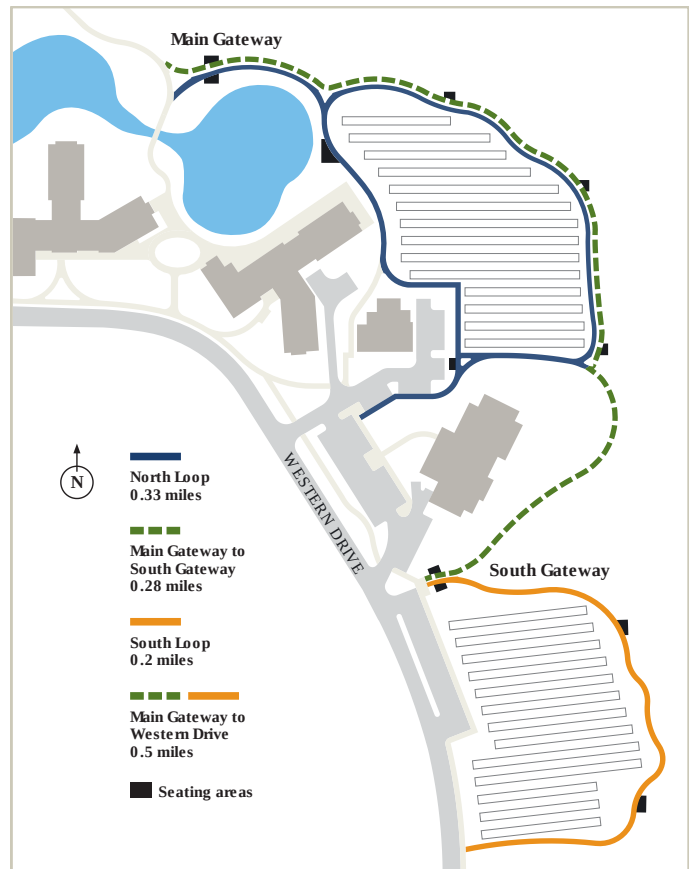 Main Gateway
WESTERN DRIVE
N
North Loop
0.33 miles
Main Gateway to
South Gateway
0.28 miles
South Gateway
South Loop
0.2 miles
Main Gateway to
Western Drive
0.5 miles
Seating areas